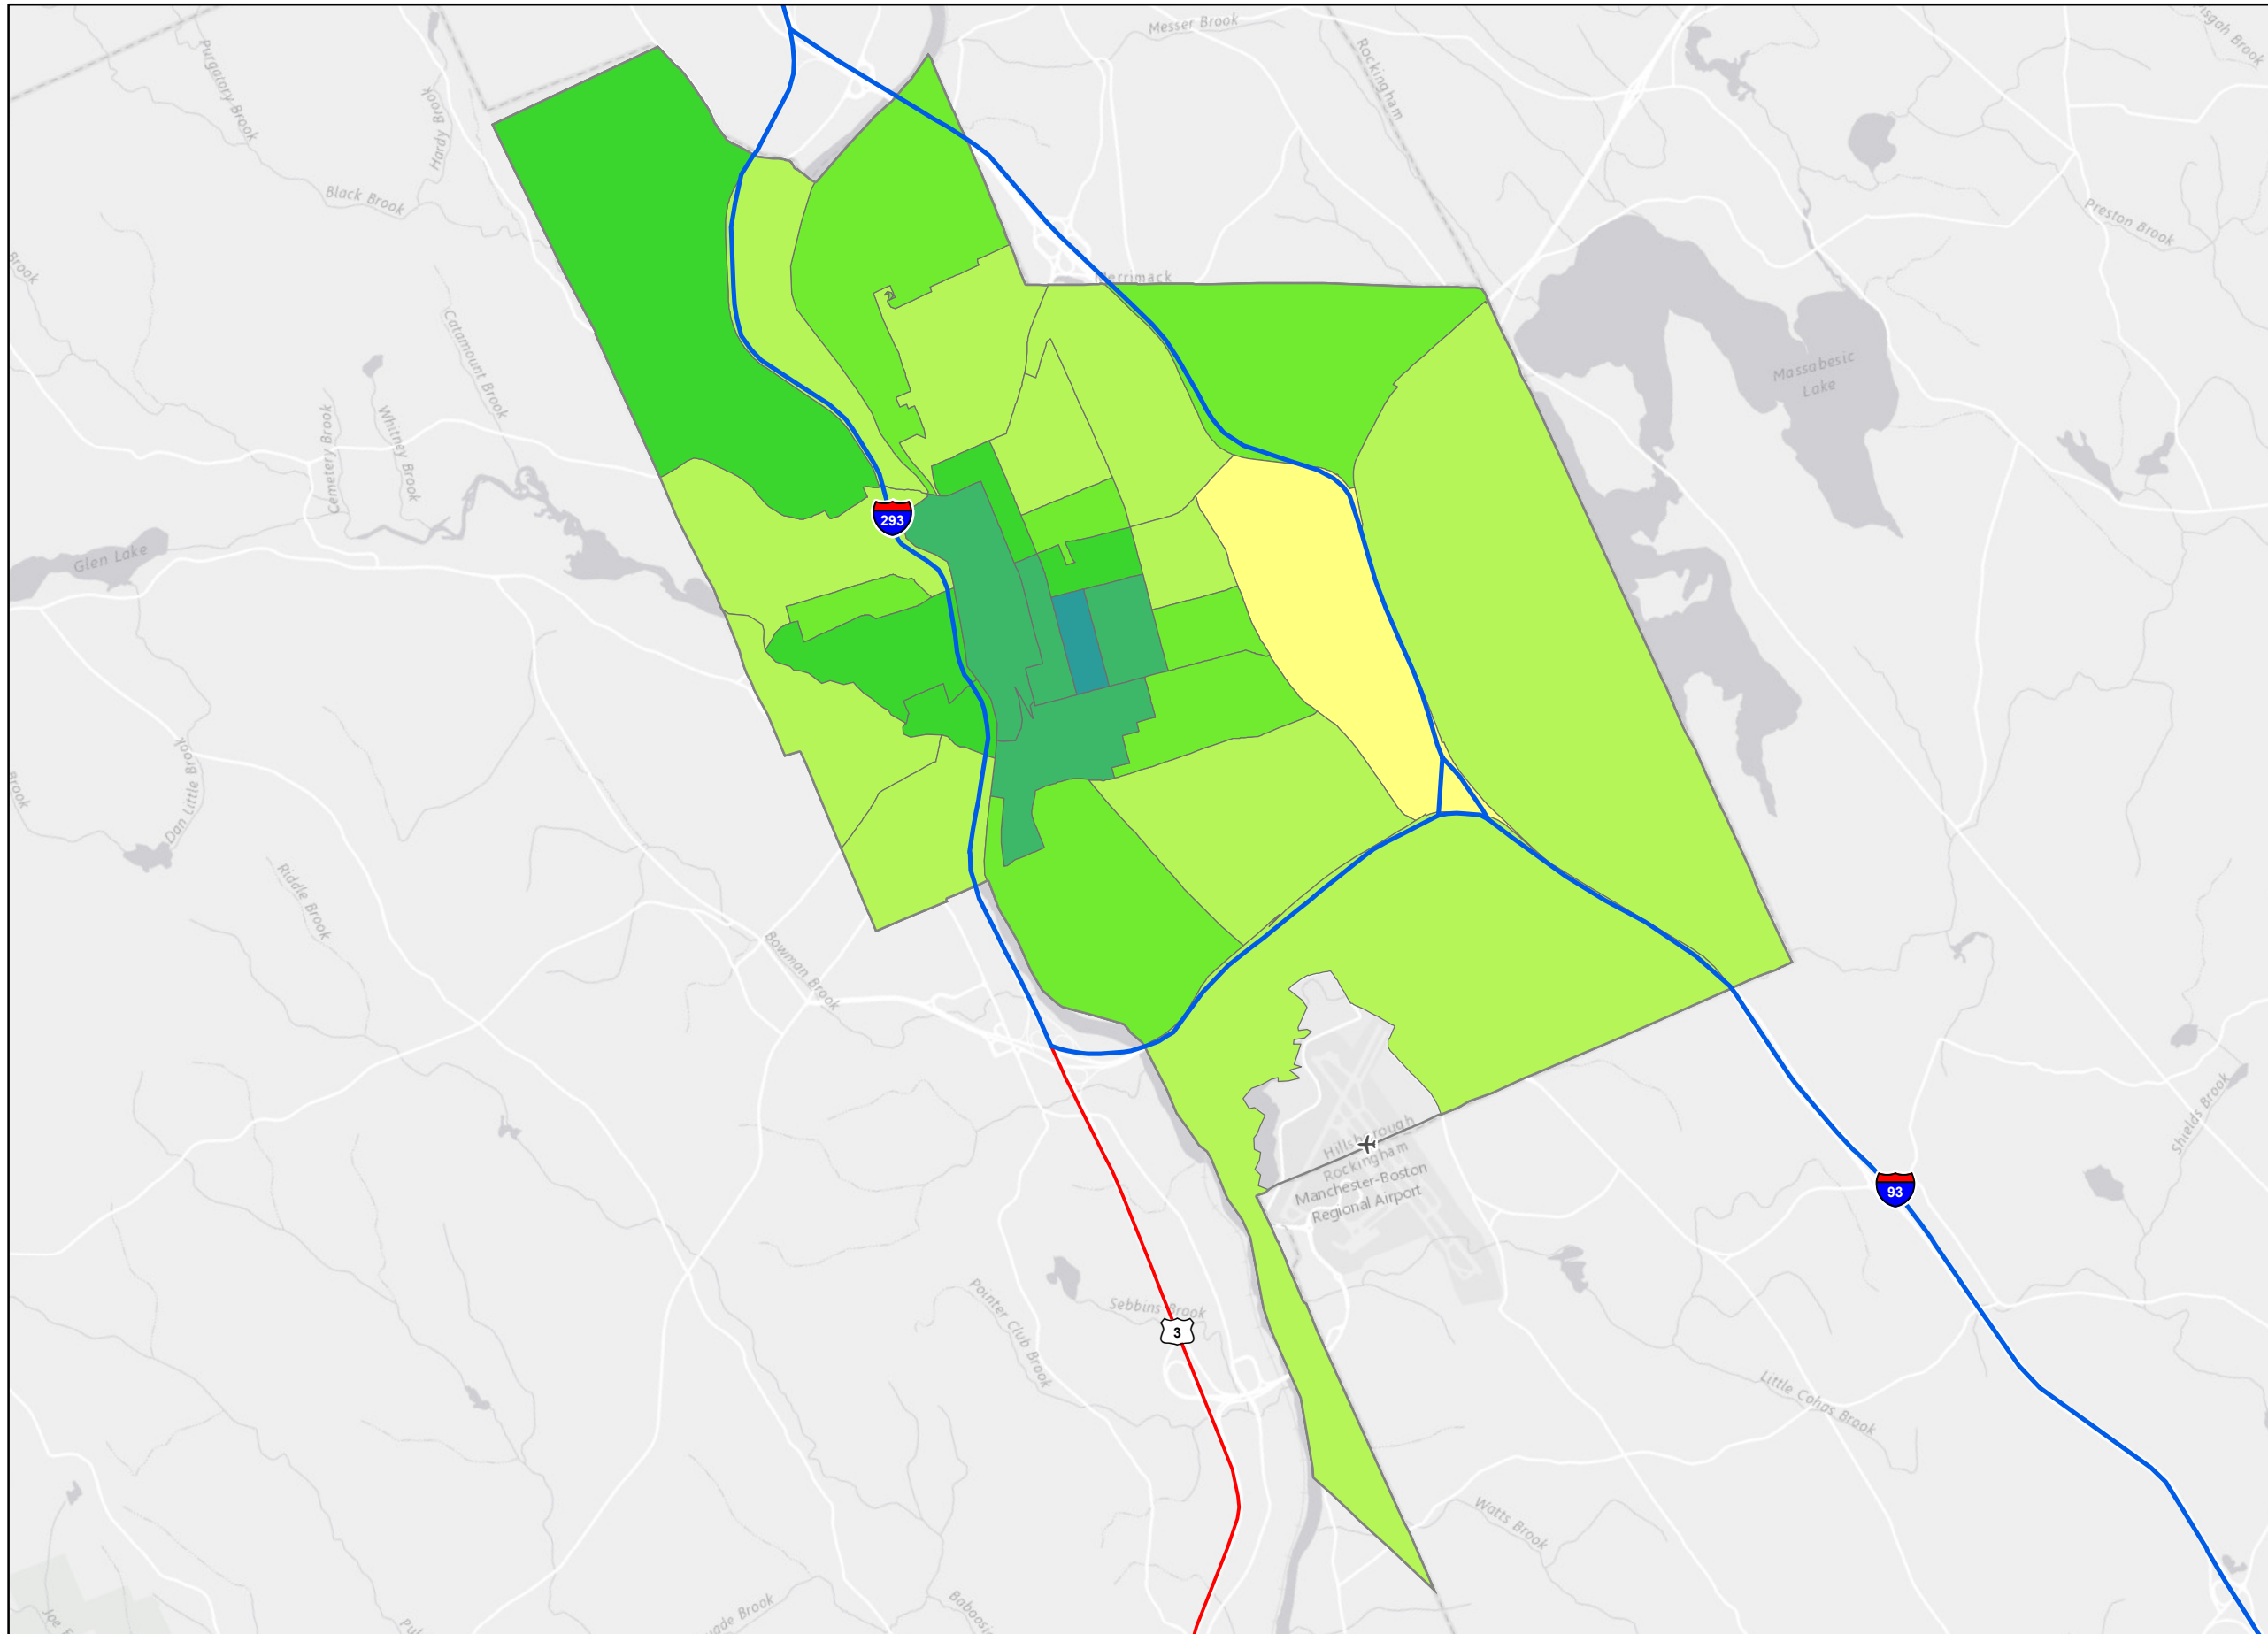 Messer Brook
Purgatory Brook
Hardy Brook
Rockingham
Black Brook
Preston Brook
Brook
Merrimack
Catamount Brook
Massabesic
Lake
Cemetery Brook
Whitney Brook
293
Glen Lake
Dan Little Brook
Brook
Riddle Brook
Bowman Brook
Shields Brook
Hillsborough
Rockingham
Manchester-Boston
Regional Airport
93
Pointer Club Brook
Sebbins Brook
3
Little Cohas Brook
Watts Brook
Brook